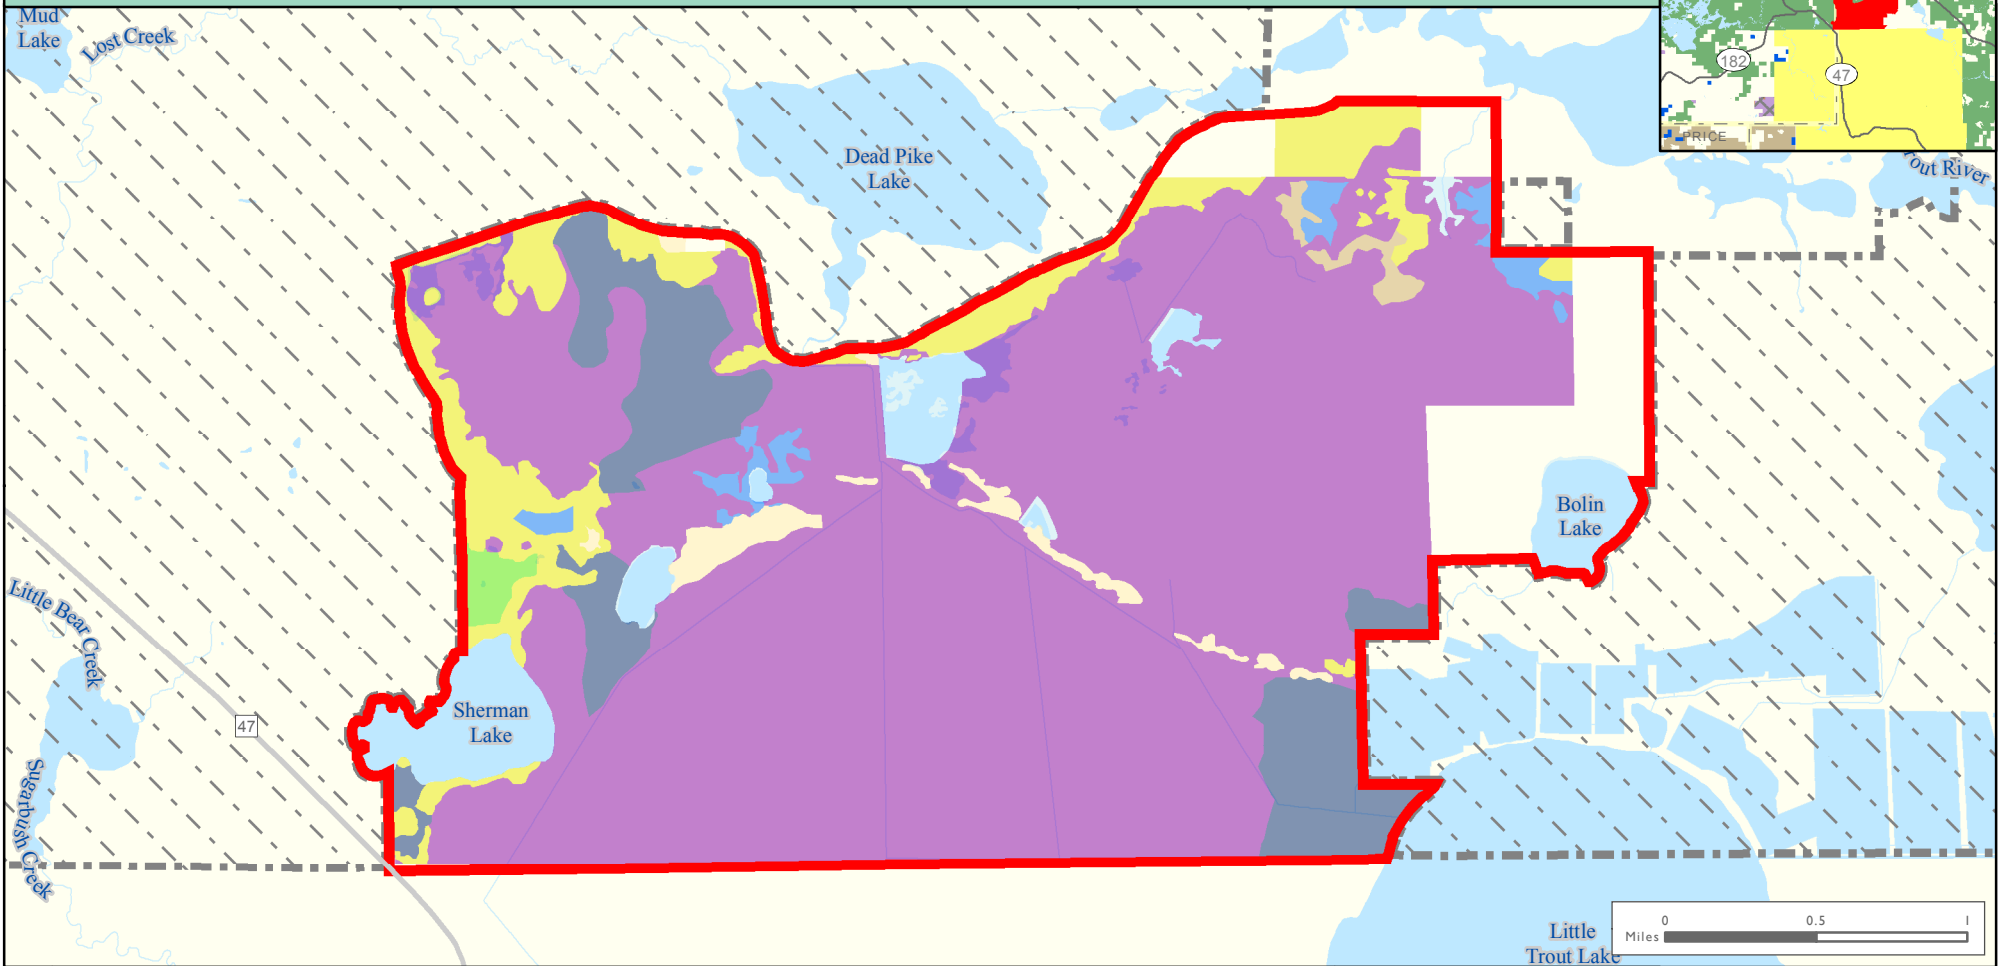 Mud
Lake
Lost Creek
182
47
PRICE
Dead Pike
Lake
rout River
Bolin
Lake
Little Bear Creek
47
Sherman
Lake
Sugarbush Creek
Little
Trout Lake
0 0.5 1
Miles